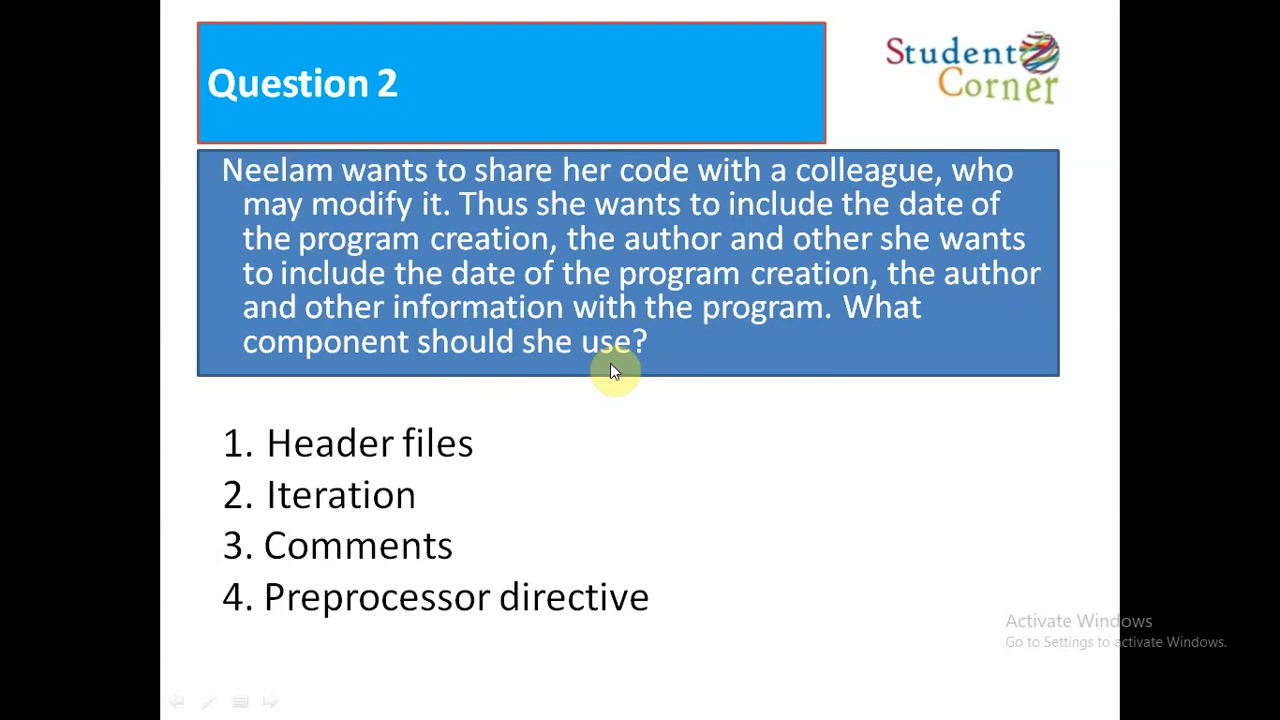 Question 2
Student
Corner
Neelam wants to share her code with a colleague, who
may modify it. Thus she wants to include the date of
the program creation, the author and other she wants
to include the date of the program creation, the author
and other information with the program. What
component should she use?
1. Header files
2. Iteration
3. Comments
4. Preprocessor directive
Activate Windows
Go to Settings to activate Windows.